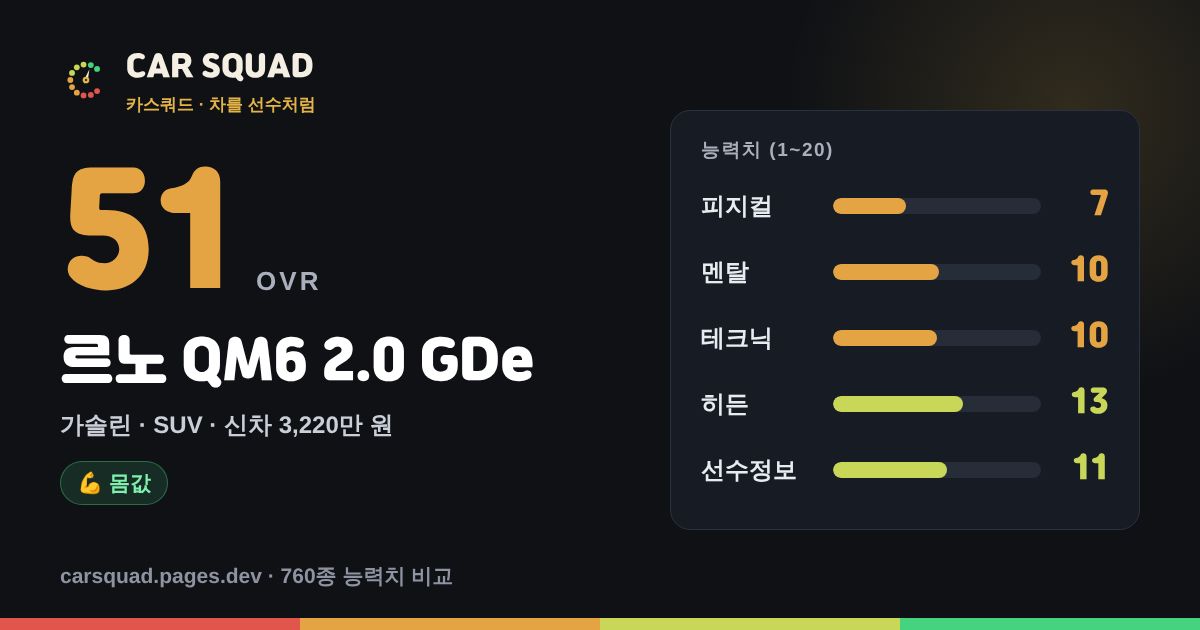 CAR SQUAD
카스쿼드 · 차를 선수처럼
51 OVR
르노 QM6 2.0 GDe
가솔린 · SUV · 신차 3,220만 원
💪 몸값
carsquad.pages.dev · 760종 능력치 비교
능력치 (1~20)
피지컬 7
멘탈 10
테크닉 10
히든 13
선수정보 11